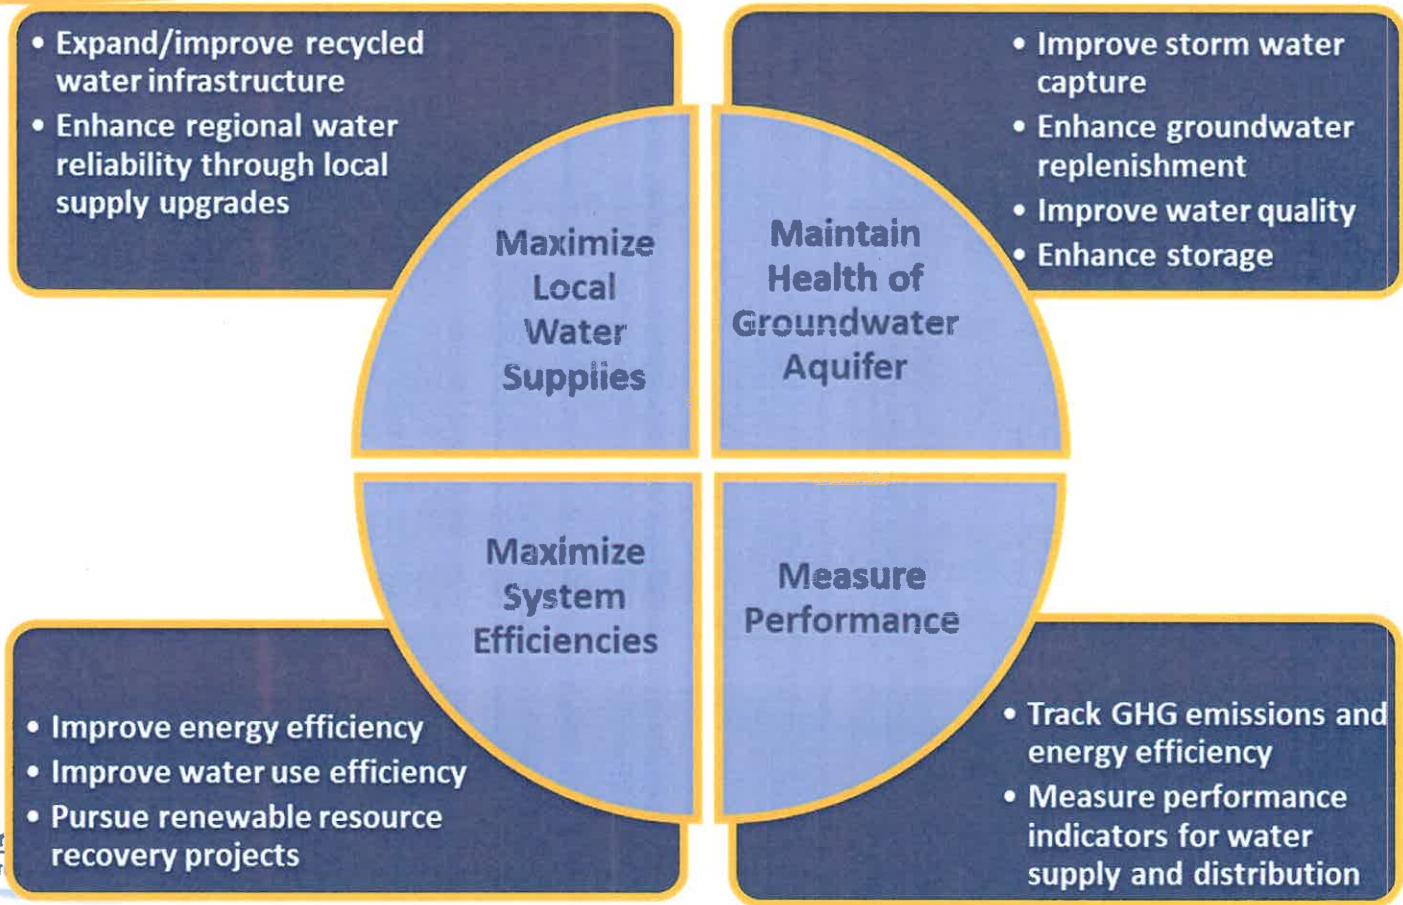 • Expand/improve recycled
water infrastructure
• Enhance regional water
reliability through local
supply upgrades
• Improve storm water
capture
• Enhance groundwater
replenishment
• Improve water quality
• Enhance storage
Maximize
Local
Water
Supplies
Maintain
Health of
Groundwater
Aquifer
Maximize
System
Efficiencies
Measure
Performance
• Improve energy efficiency
• Improve water use efficiency
• Pursue renewable resource
recovery projects
• Track GHG emissions and
energy efficiency
• Measure performance
indicators for water
supply and distribution